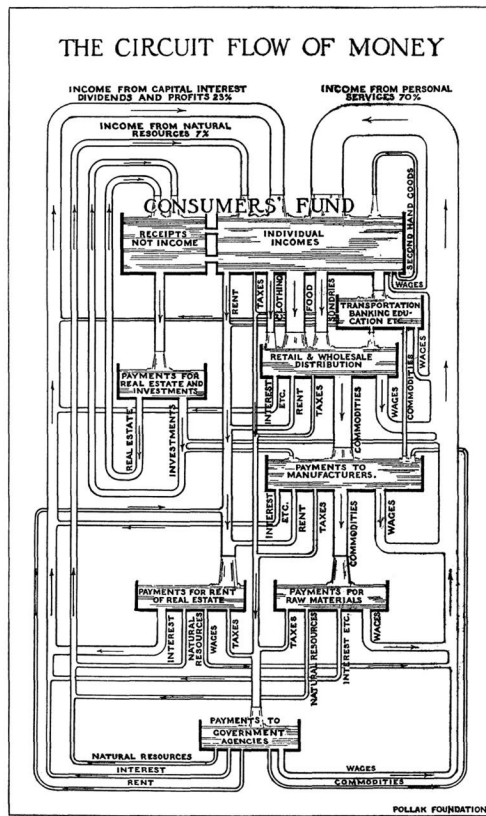 THE CIRCUIT FLOW OF MONEY
INCOME FROM CAPITAL INTEREST
DIVIDENDS AND PROFITS 23%
INCOME FROM PERSONAL
SERVICES 70%
INCOME FROM NATURAL
RESOURCES 7%
CONSUMERS' FUND
RECEIPTS
NOT INCOME
INDIVIDUAL
INCOMES
SECOND HAND GOODS
WAGES
RENT
TAXES
CLOTHING
FOOD
SUNDRIES
TRANSPORTATION
BANKING EDU-
CATION ETC.
RETAIL & WHOLESALE
DISTRIBUTION
COMMODITIES
WAGES
PAYMENTS FOR
REAL ESTATE AND
INVESTMENTS
REAL ESTATE
INVESTMENTS
INTEREST
ETC.
RENT
TAXES
COMMODITIES
WAGES
PAYMENTS TO
MANUFACTURERS.
INTEREST
ETC.
RENT
TAXES
COMMODITIES
WAGES
PAYMENTS FOR RENT
OF REAL ESTATE
PAYMENTS FOR
RAW MATERIALS
INTEREST
NATURAL
RESOURCES
WAGES
TAXES
TAXES
NATURAL RESOURCES
INTEREST ETC.
WAGES
PAYMENTS TO
GOVERNMENT
AGENCIES
NATURAL RESOURCES
INTEREST
RENT
WAGES
COMMODITIES
POLLAK FOUNDATION